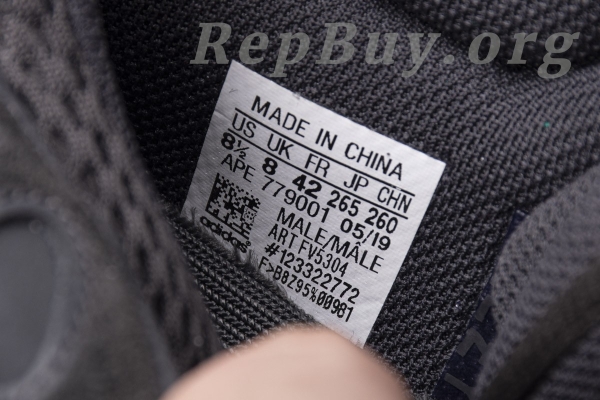 RepBuy.org
MADE IN CHINA
US UK FR JP CHN
8½ 8 42 265 260
APE 779001 05/19
adidas
MALE/MÂLE
ART FV5304
#123322772
F>B8Z95%00981